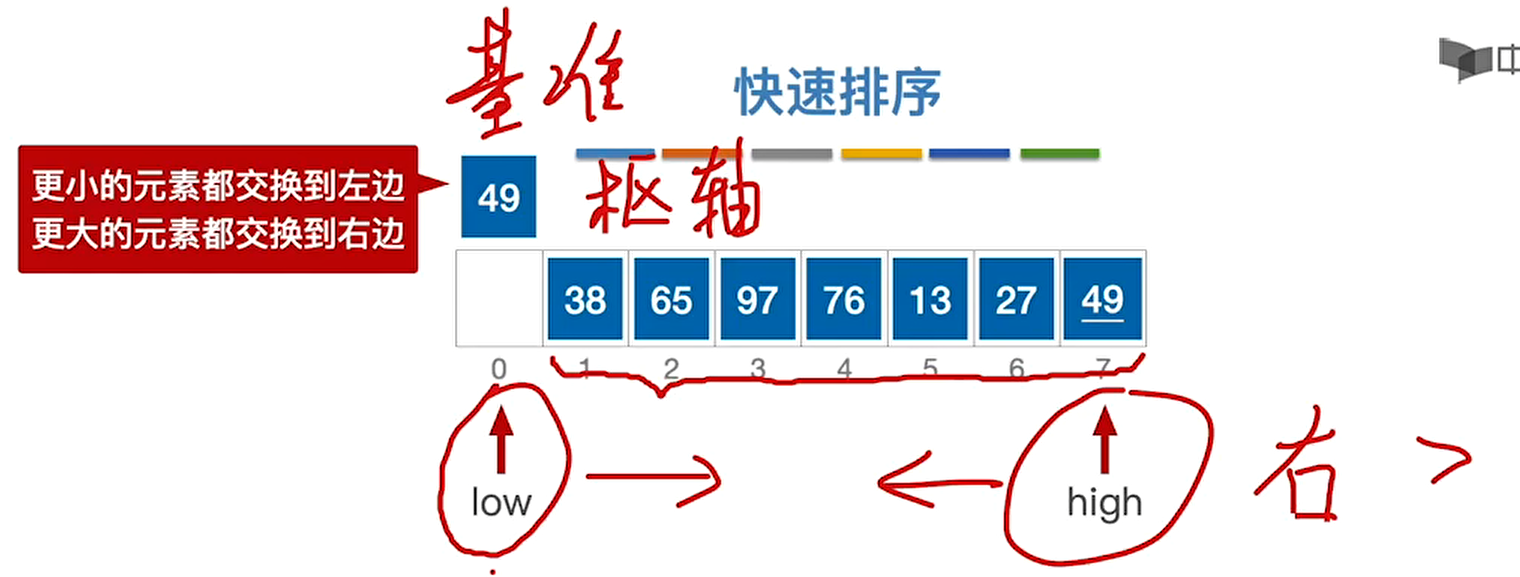 基准
快速排序
中
更小的元素都交换到左边
更大的元素都交换到右边
49
枢轴
38 65 97 76 13 27 49
0 1 2 3 4 5 6 7
low
high
右 >